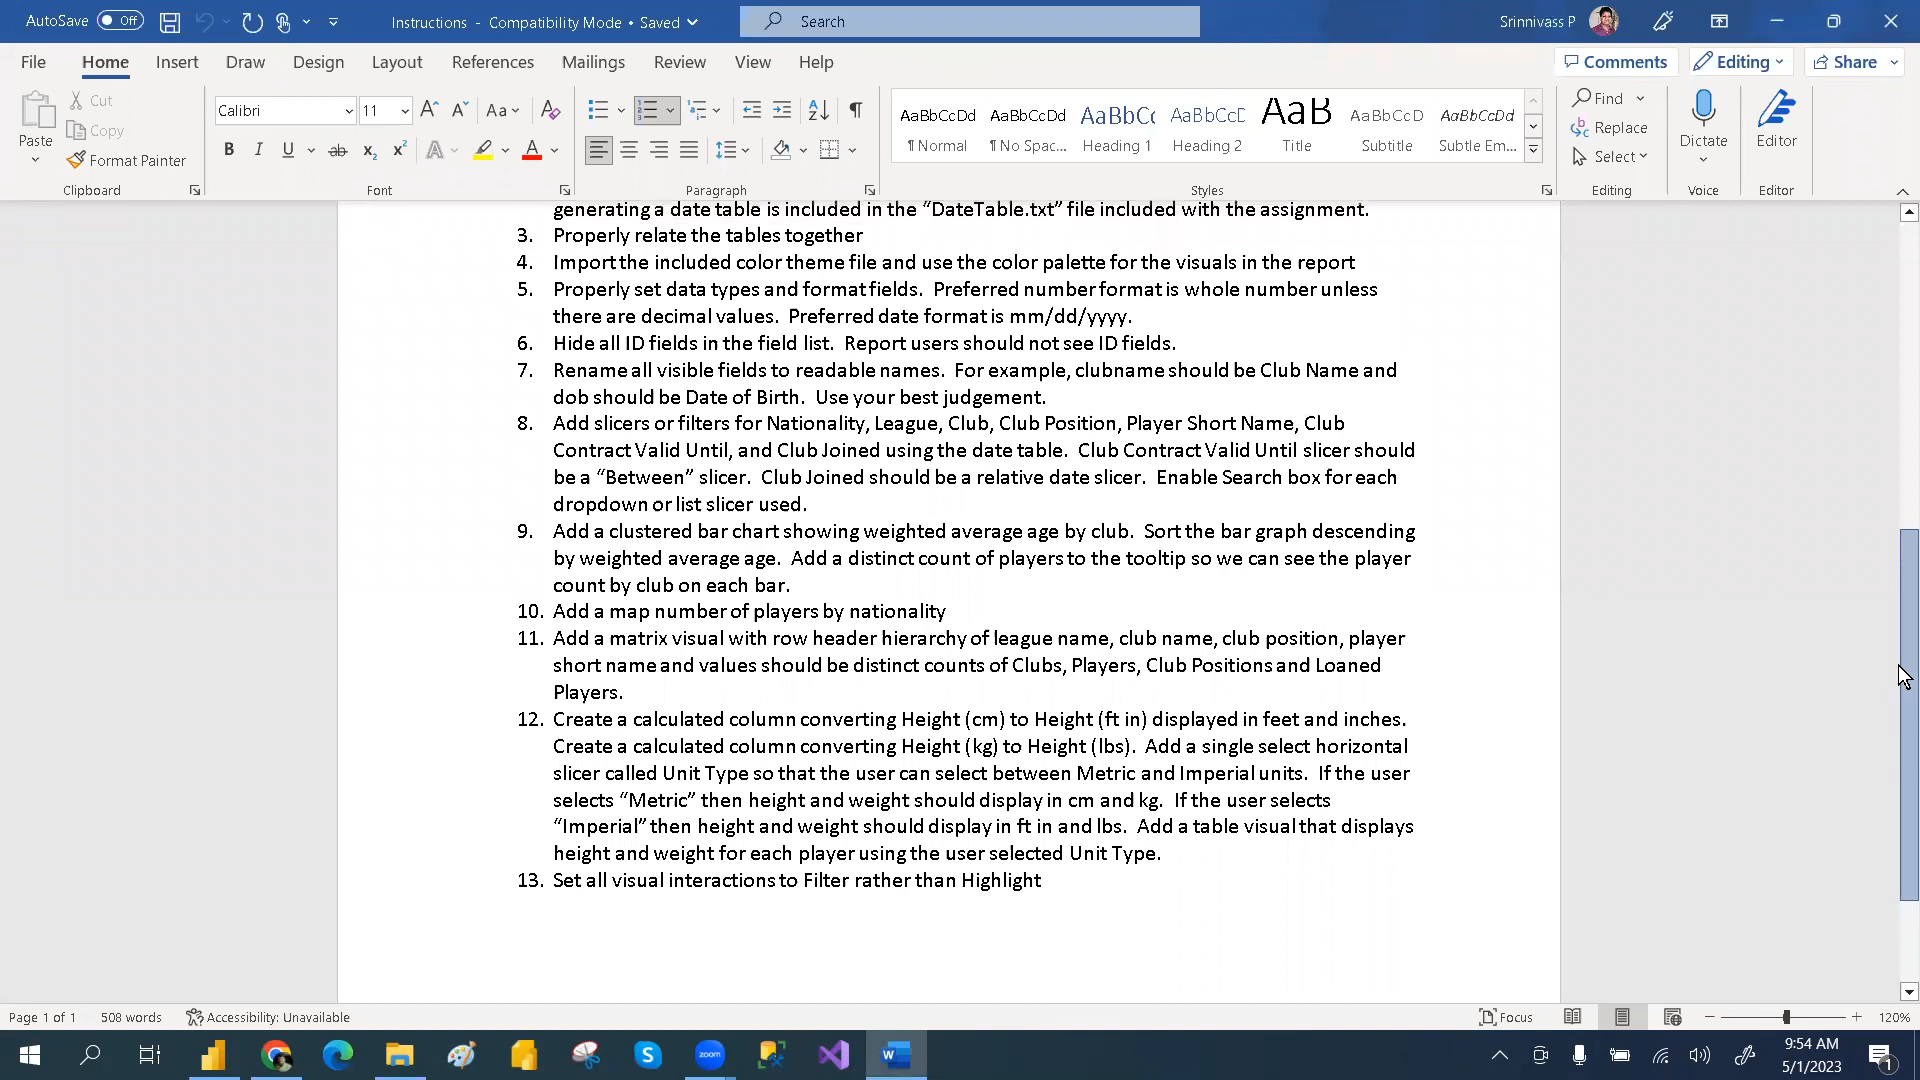 AutoSave Off Instructions - Compatibility Mode • Saved Search Srinnivass P
File Home Insert Draw Design Layout References Mailings Review View Help Comments Editing Share
Paste Cut Copy Format Painter
Clipboard
Calibri 11 Aa
B I U ab x₂ x² A A
Font
Paragraph
AaBbCcDd ¶ Normal
AaBbCcDd ¶ No Spac...
AaBbCc Heading 1
AaBbCcD Heading 2
AaB Title
AaBbCcD Subtitle
AaBbCcDd Subtle Em...
Styles
Find
Replace
Select
Editing
Dictate
Voice
Editor
Editor
generating a date table is included in the “DateTable.txt” file included with the assignment.
3. Properly relate the tables together
4. Import the included color theme file and use the color palette for the visuals in the report
5. Properly set data types and format fields. Preferred number format is whole number unless
there are decimal values. Preferred date format is mm/dd/yyyy.
6. Hide all ID fields in the field list. Report users should not see ID fields.
7. Rename all visible fields to readable names. For example, clubname should be Club Name and
dob should be Date of Birth. Use your best judgement.
8. Add slicers or filters for Nationality, League, Club, Club Position, Player Short Name, Club
Contract Valid Until, and Club Joined using the date table. Club Contract Valid Until slicer should
be a “Between” slicer. Club Joined should be a relative date slicer. Enable Search box for each
dropdown or list slicer used.
9. Add a clustered bar chart showing weighted average age by club. Sort the bar graph descending
by weighted average age. Add a distinct count of players to the tooltip so we can see the player
count by club on each bar.
10. Add a map number of players by nationality
11. Add a matrix visual with row header hierarchy of league name, club name, club position, player
short name and values should be distinct counts of Clubs, Players, Club Positions and Loaned
Players.
12. Create a calculated column converting Height (cm) to Height (ft in) displayed in feet and inches.
Create a calculated column converting Height (kg) to Height (lbs). Add a single select horizontal
slicer called Unit Type so that the user can select between Metric and Imperial units. If the user
selects “Metric” then height and weight should display in cm and kg. If the user selects
“Imperial” then height and weight should display in ft in and lbs. Add a table visual that displays
height and weight for each player using the user selected Unit Type.
13. Set all visual interactions to Filter rather than Highlight
Page 1 of 1 508 words Accessibility: Unavailable Focus 120%
zoom
9:54 AM
5/1/2023
1